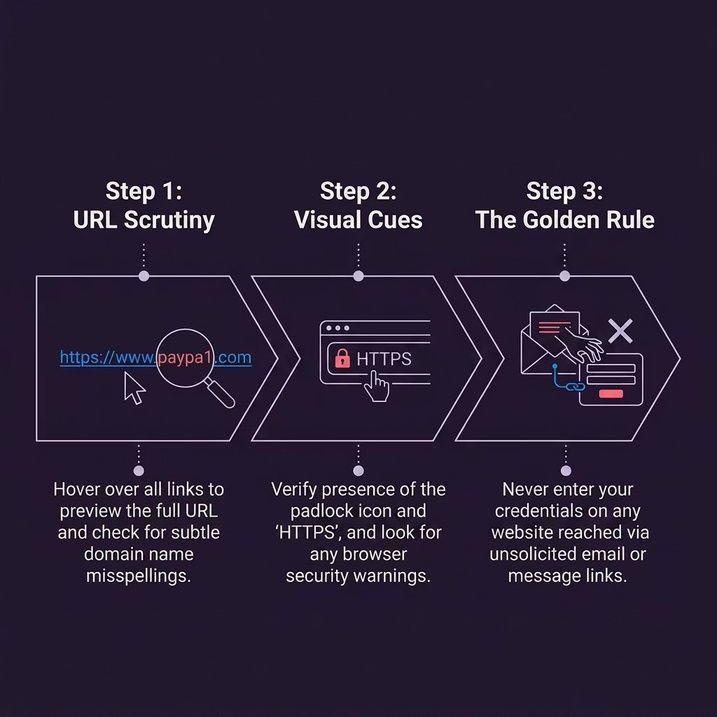 Step 1:
URL Scrutiny
Step 2:
Visual Cues
Step 3:
The Golden Rule
https://www.paypa1.com
HTTPS
Hover over all links to
preview the full URL
and check for subtle
domain name
misspellings.
Verify presence of the
padlock icon and
‘HTTPS’, and look for
any browser
security warnings.
Never enter your
credentials on any
website reached via
unsolicited email or
message links.